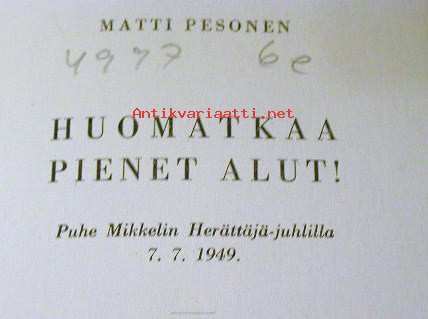 MATTI PESONEN
4977 6e
Antikvariaatti.net
HUOMATKAA
PIENET ALUT!
Puhe Mikkelin Herättäjä-juhlilla
7. 7. 1949.